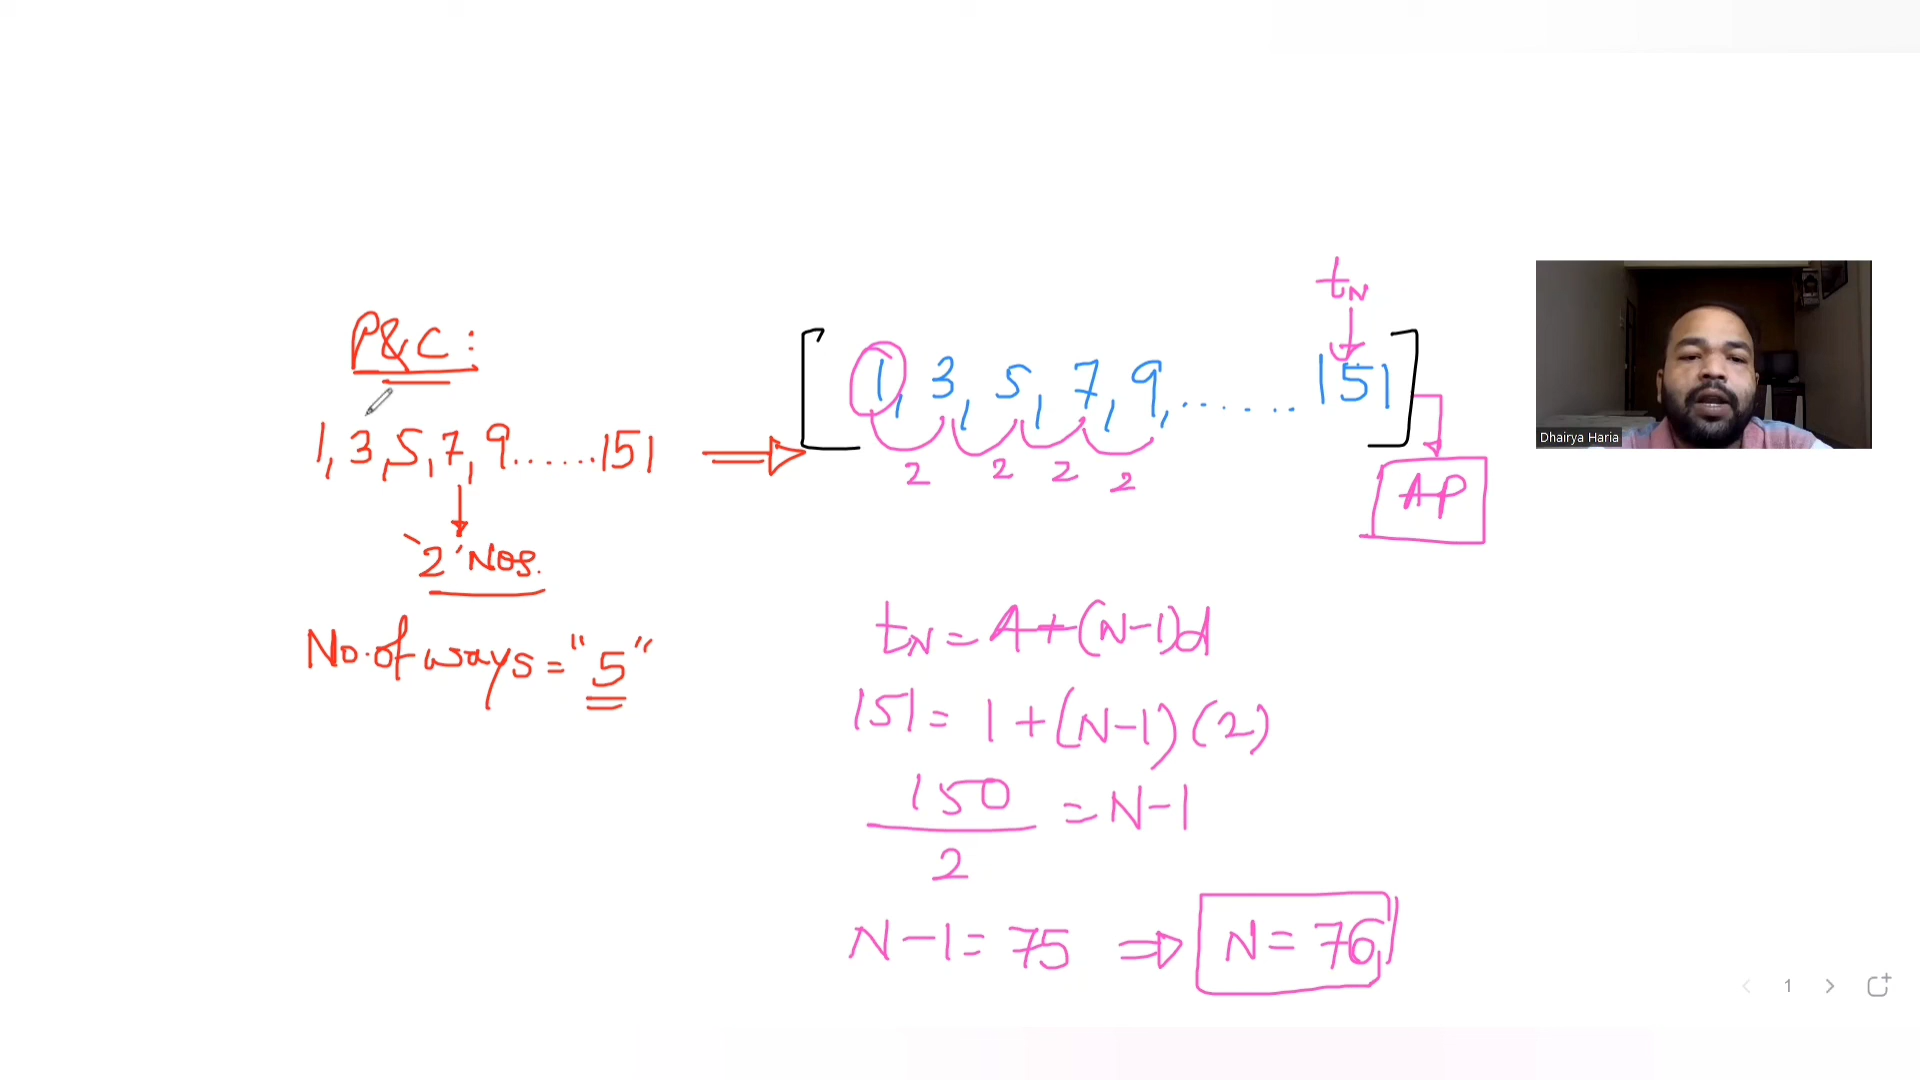 P&C:
1, 3, 5, 7, 9.......151
'2' Nos.
No. of ways = "5"
tN
1, 3, 5, 7, 9, ....... 151
2 2 2 2
AP
tN = A+(N-1)d
151 = 1 + (N-1) (2)
150
2
= N-1
N-1 = 75 ⇒ N = 76
Dhairya Haria
1